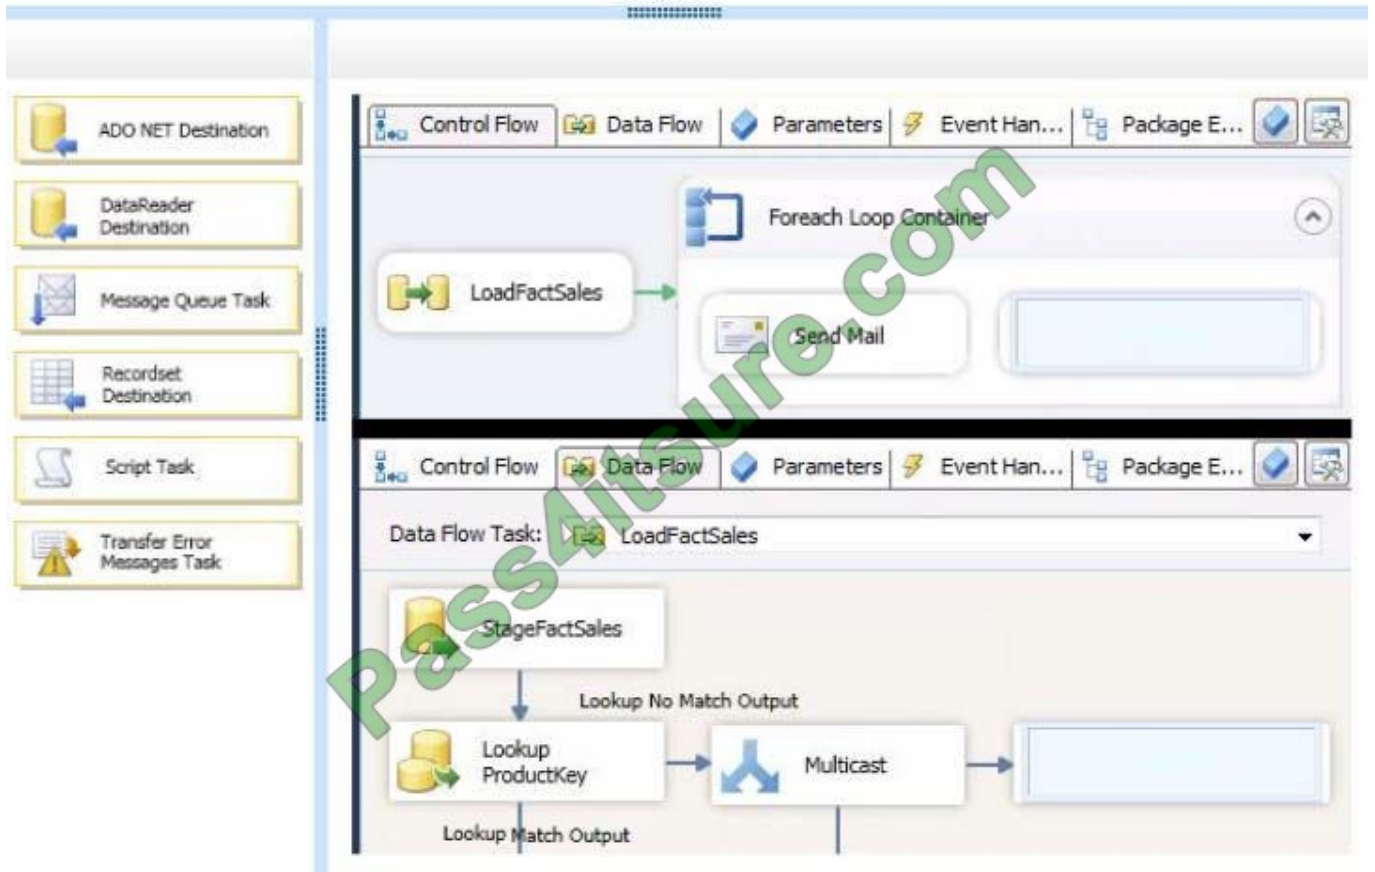 ADO NET Destination
DataReader
Destination
Message Queue Task
Recordset
Destination
Script Task
Transfer Error
Messages Task
Control Flow
Data Flow
Parameters
Event Han...
Package E...
Foreach Loop Container
LoadFactSales
Send Mail
Control Flow
Data Flow
Parameters
Event Han...
Package E...
Data Flow Task:
LoadFactSales
StageFactSales
Lookup No Match Output
Lookup
ProductKey
Multicast
Lookup Match Output
Pass4itsure.com